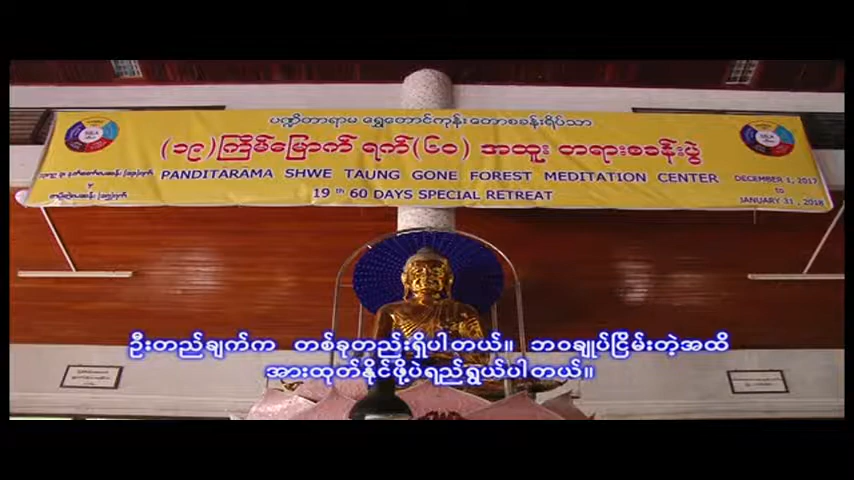 ပဏ္ဍိတာရာမ ရွှေတောင်ကုန်း တောစခန်းရိပ်သာ
(၁၉)ကြိမ်မြောက် ရက်(၆၀) အထူး တရားစခန်းပွဲ
PANDITARAMA SHWE TAUNG GONE FOREST MEDITATION CENTER
19 th 60 DAYS SPECIAL RETREAT
DECEMBER 1, 2017
to
JANUARY 31, 2018
ဦးတည်ချက်က တစ်ခုတည်းရှိပါတယ်။ ဘဝချုပ်ငြိမ်းတဲ့အထိ
အားထုတ်နိုင်ဖို့ပဲရည်ရွယ်ပါတယ်။